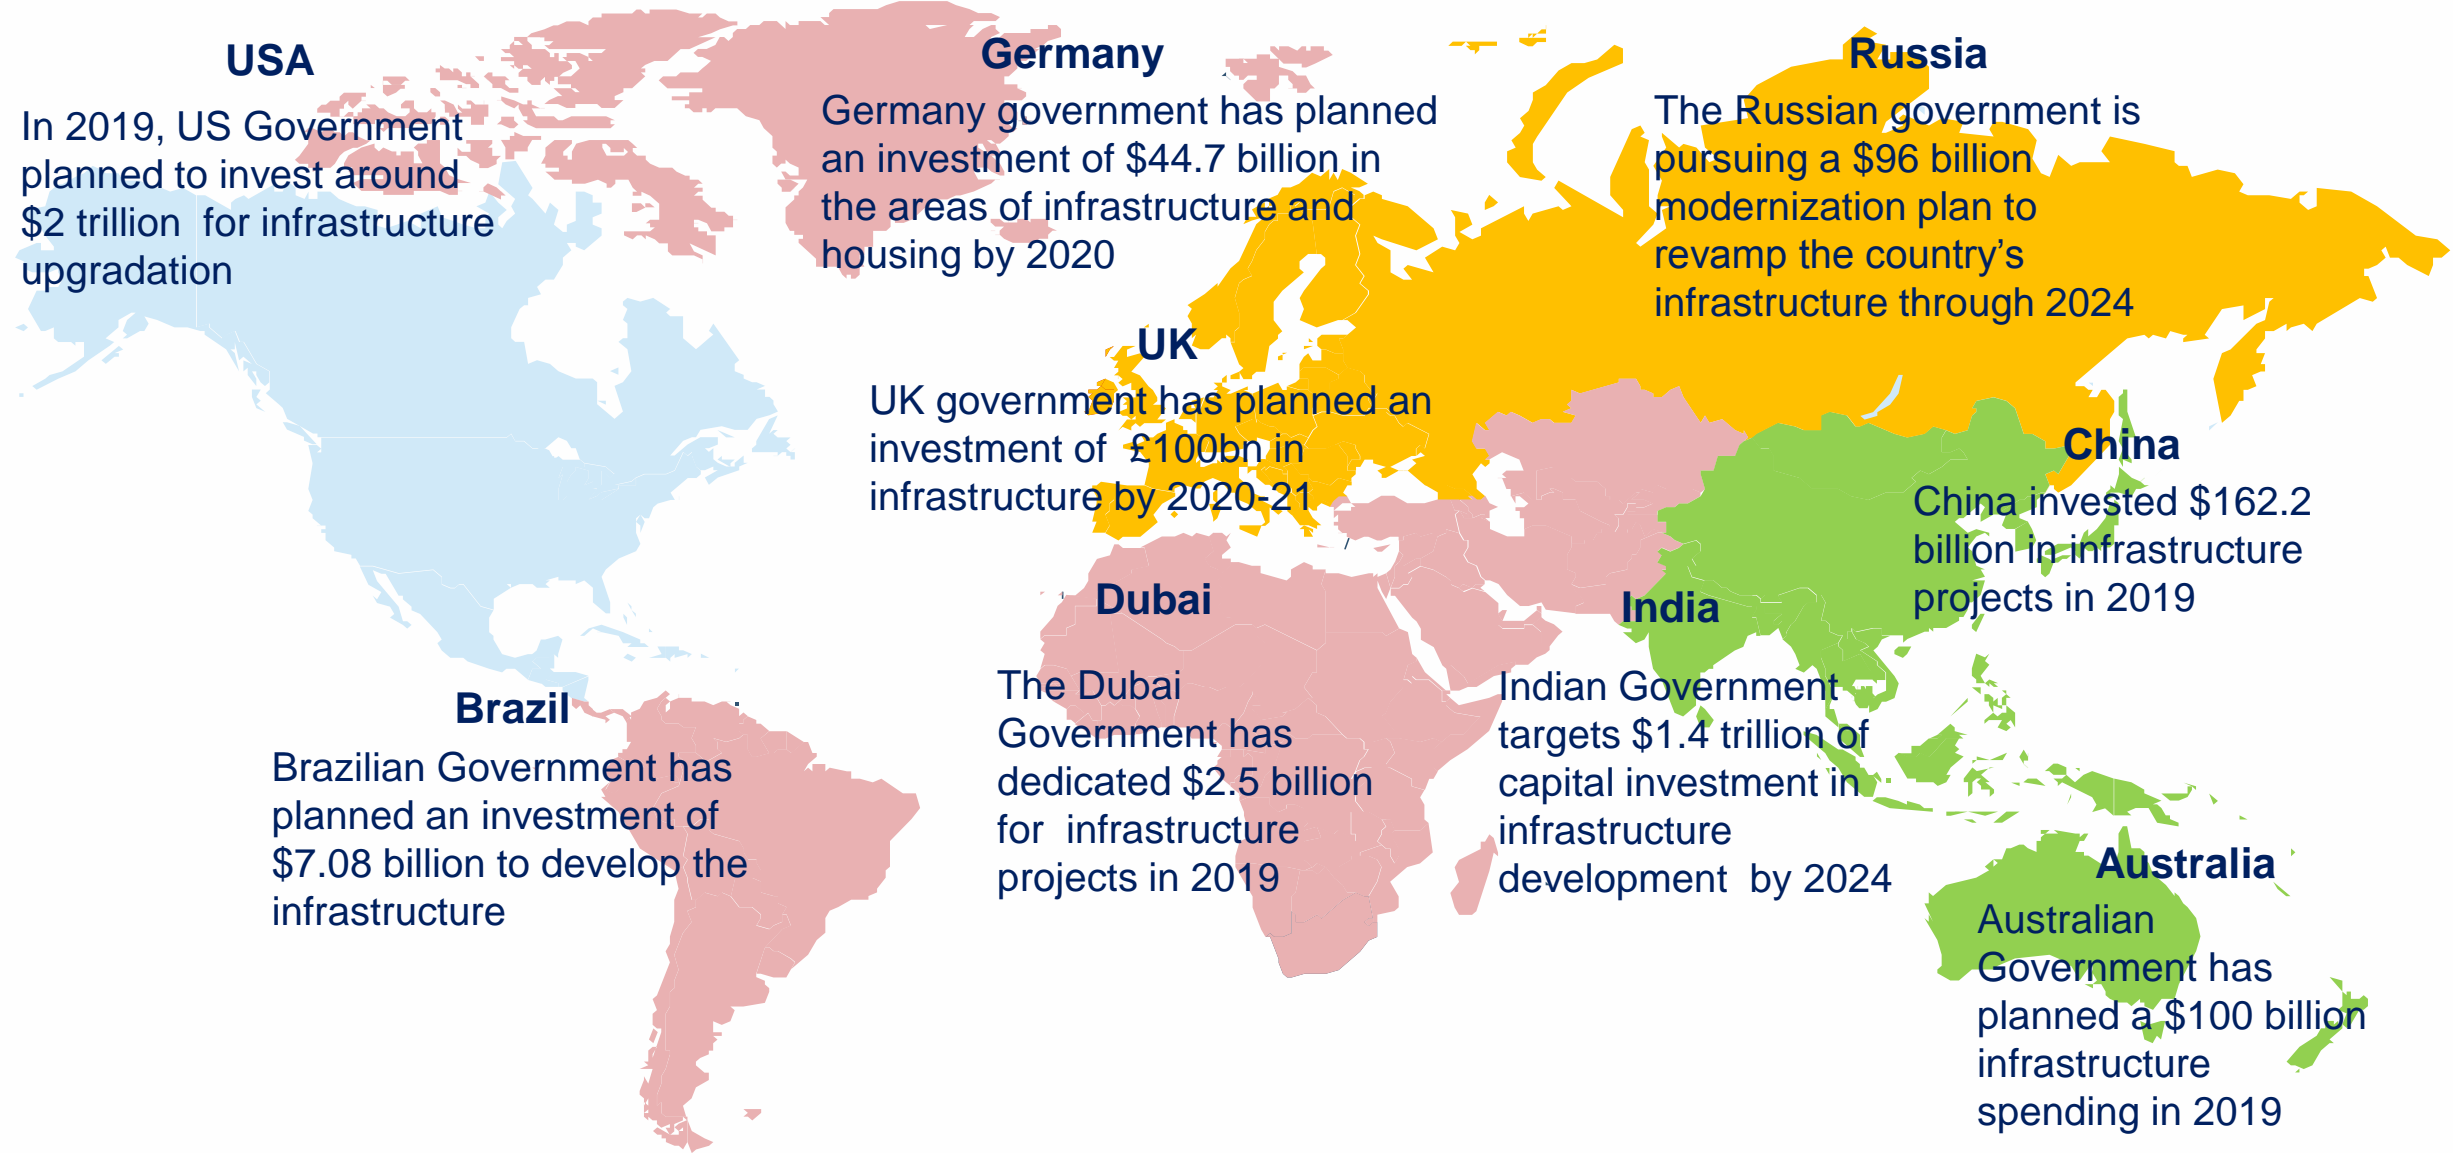 USA
In 2019, US Government
planned to invest around
$2 trillion  for infrastructure
upgradation
Germany
Germany government has planned
an investment of $44.7 billion in
the areas of infrastructure and
housing by 2020
Russia
The Russian government is
pursuing a $96 billion
modernization plan to
revamp the country’s
infrastructure through 2024
UK
UK government has planned an
investment of  £100bn in
infrastructure by 2020-21
China
China invested $162.2
billion in infrastructure
projects in 2019
Dubai
The Dubai
Government has
dedicated $2.5 billion
for  infrastructure
projects in 2019
India
Indian Government
targets $1.4 trillion of
capital investment in
infrastructure
development  by 2024
Brazil
Brazilian Government has
planned an investment of
$7.08 billion to develop the
infrastructure
Australia
Australian
Government has
planned a $100 billion
infrastructure
spending in 2019